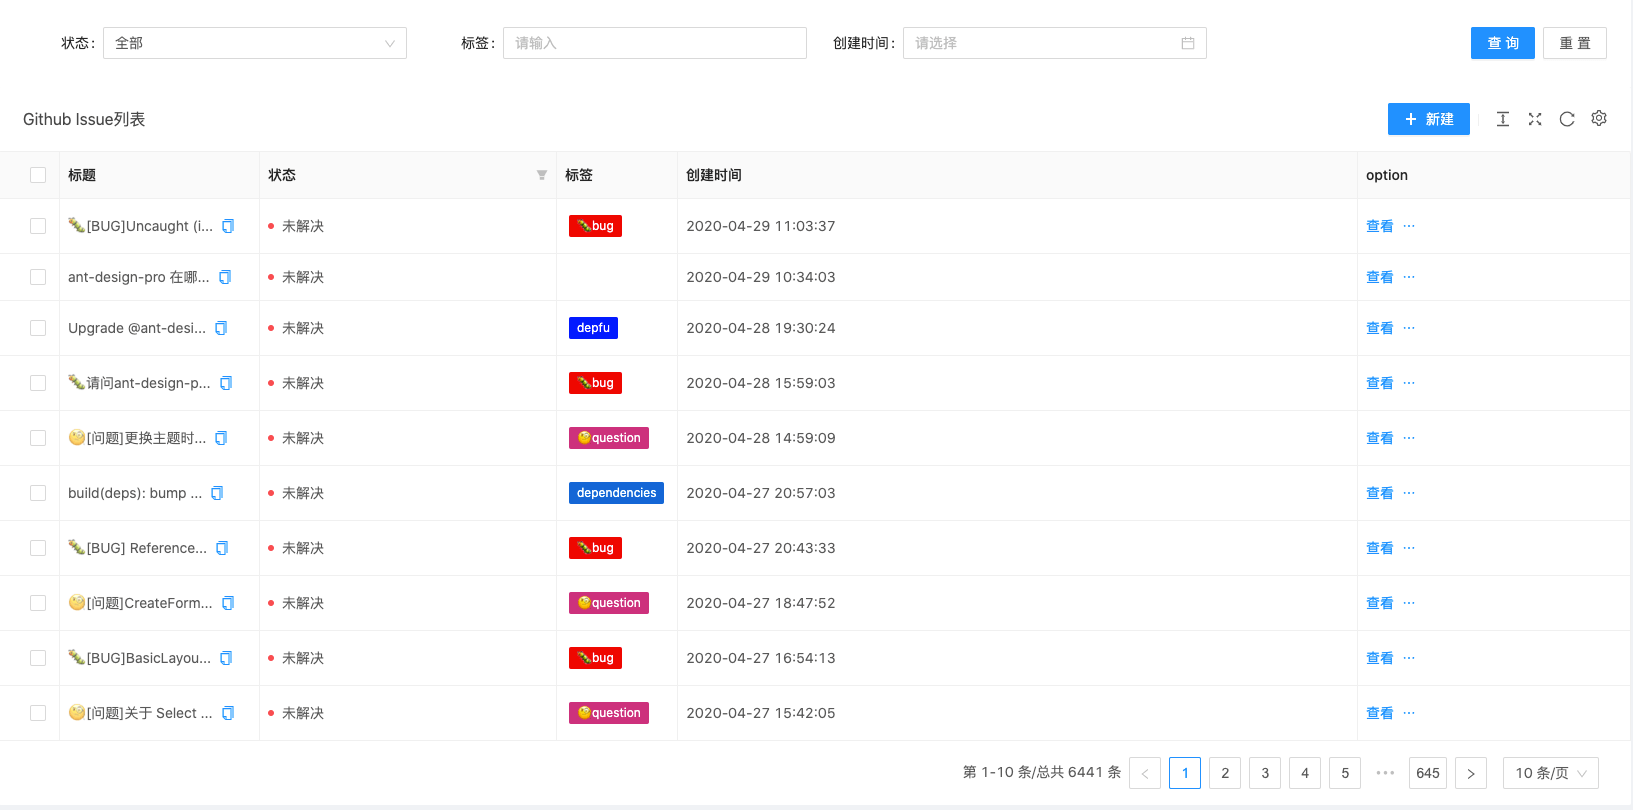 状态： 全部 标签： 请输入 创建时间： 请选择 查 询 重 置
Github Issue列表 + 新建
标题 状态 标签 创建时间 option
🐛[BUG]Uncaught (i... 未解决 🐛bug 2020-04-29 11:03:37 查看 ···
ant-design-pro 在哪... 未解决 2020-04-29 10:34:03 查看 ···
Upgrade @ant-desi... 未解决 depfu 2020-04-28 19:30:24 查看 ···
🐛请问ant-design-p... 未解决 🐛bug 2020-04-28 15:59:03 查看 ···
🧐[问题]更换主题时... 未解决 🧐question 2020-04-28 14:59:09 查看 ···
build(deps): bump ... 未解决 dependencies 2020-04-27 20:57:03 查看 ···
🐛[BUG] Reference... 未解决 🐛bug 2020-04-27 20:43:33 查看 ···
🧐[问题]CreateForm... 未解决 🧐question 2020-04-27 18:47:52 查看 ···
🐛[BUG]BasicLayou... 未解决 🐛bug 2020-04-27 16:54:13 查看 ···
🧐[问题]关于 Select ... 未解决 🧐question 2020-04-27 15:42:05 查看 ···
第 1-10 条/总共 6441 条 < 1 2 3 4 5 ••• 645 > 10 条/页